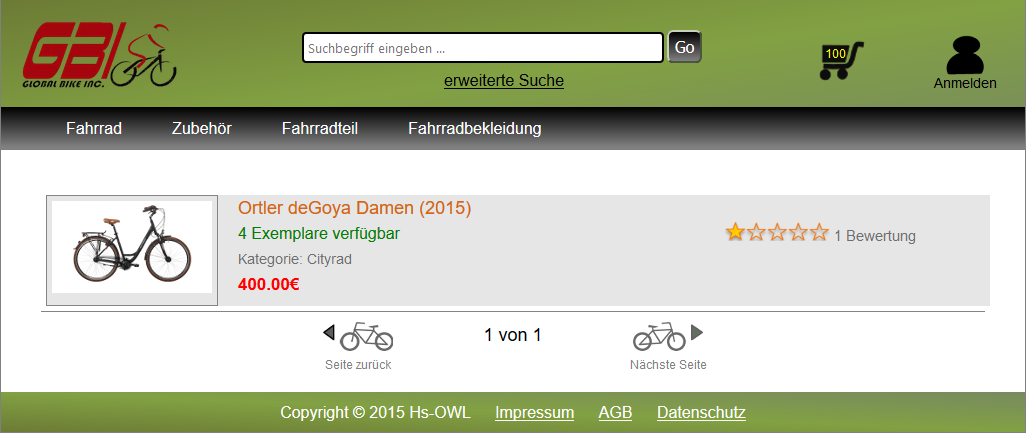 GBI
GLOBAL BIKE INC.
Suchbegriff eingeben ...
Go
erweiterte Suche
100
Anmelden
Fahrrad Zubehör Fahrradteil Fahrradbekleidung
Ortler deGoya Damen (2015)
4 Exemplare verfügbar
1 Bewertung
Kategorie: Cityrad
400.00€
1 von 1
Seite zurück
Nächste Seite
Copyright © 2015 Hs-OWL Impressum AGB Datenschutz